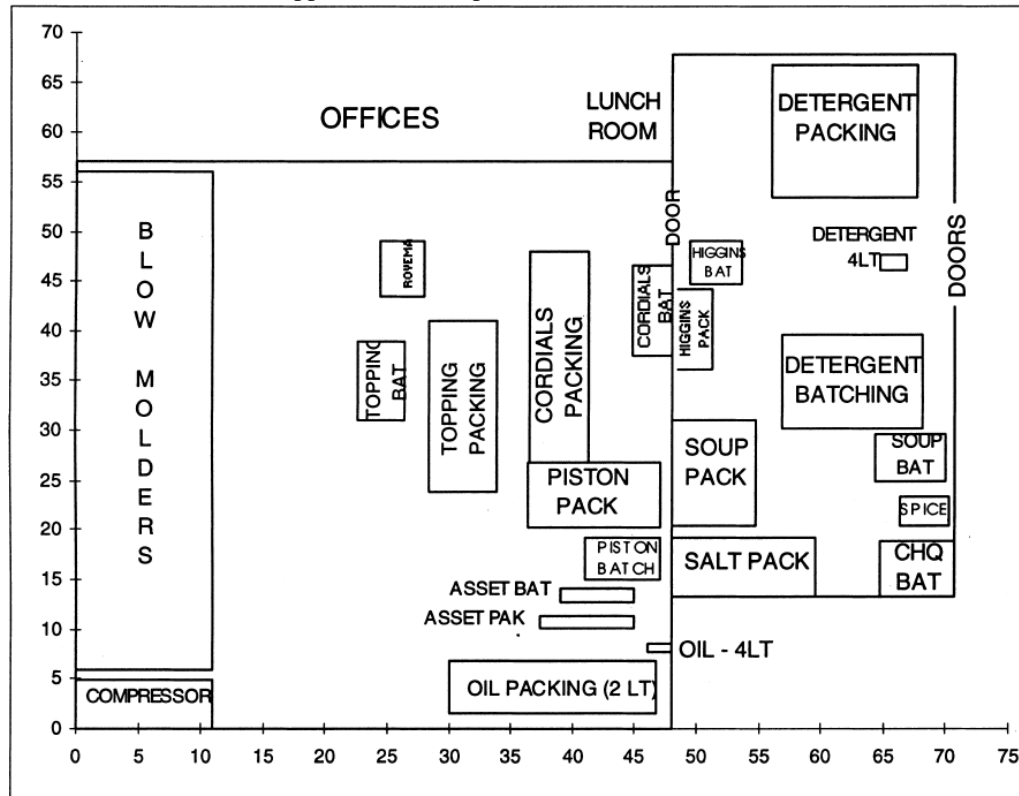 70
65
60
55
50
45
40
35
30
25
20
15
10
5
0
OFFICES
LUNCH
ROOM
DETERGENT
PACKING
BLOW MOLDERS
ROVEMA
DOOR
HIGGINS
BAT
DETERGENT
4LT
DOORS
CORDIALS
BAT
HIGGINS
PACK
TOPPING
BAT
TOPPING
PACKING
CORDIALS
PACKING
DETERGENT
BATCHING
SOUP
PACK
SOUP
BAT
PISTON
PACK
SPICE
PISTON
BATCH
SALT PACK
CHQ
BAT
ASSET BAT
ASSET PAK
OIL - 4LT
COMPRESSOR
OIL PACKING (2 LT)
0 5 10 15 20 25 30 35 40 45 50 55 60 65 70 75